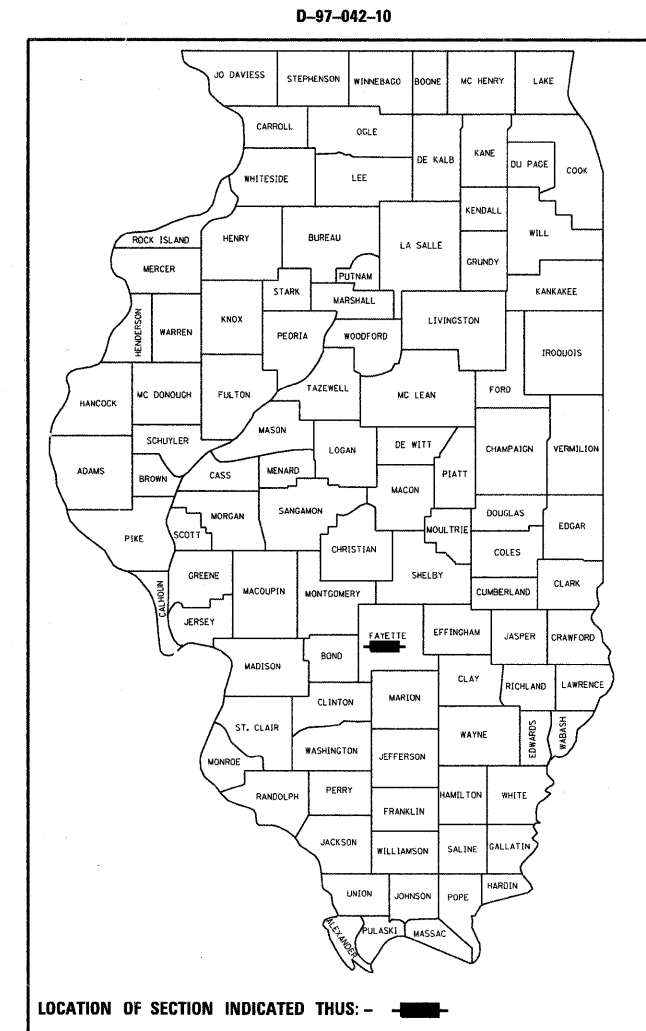 D-97-042-10
JO DAVIESS
STEPHENSON
WINNEBAGO
BOONE
MC HENRY
LAKE
CARROLL
OGLE
DE KALB
KANE
DU PAGE
COOK
WHITESIDE
LEE
KENDALL
WILL
ROCK ISLAND
HENRY
BUREAU
LA SALLE
GRUNDY
MERCER
PUTNAM
STARK
MARSHALL
KANKAKEE
HENDERSON
WARREN
KNOX
PEORIA
WOODFORD
LIVINGSTON
IROQUOIS
FORD
HANCOCK
MC DONOUGH
FULTON
TAZEWELL
MC LEAN
MASON
SCHUYLER
LOGAN
DE WITT
CHAMPAIGN
VERMILION
ADAMS
BROWN
CASS
MENARD
PIATT
MACON
MORGAN
SANGAMON
DOUGLAS
EDGAR
PIKE
SCOTT
CHRISTIAN
MOULTRIE
COLES
CALHOUN
GREENE
MACOUPIN
MONTGOMERY
SHELBY
CUMBERLAND
CLARK
JERSEY
FAYETTE
EFFINGHAM
JASPER
CRAWFORD
MADISON
BOND
CLAY
RICHLAND
LAWRENCE
CLINTON
MARION
ST. CLAIR
WAYNE
EDWARDS
WABASH
WASHINGTON
JEFFERSON
MONROE
RANDOLPH
PERRY
HAMILTON
WHITE
FRANKLIN
JACKSON
WILLIAMSON
SALINE
GALLATIN
UNION
JOHNSON
POPE
HARDIN
ALEXANDER
PULASKI
MASSAC
LOCATION OF SECTION INDICATED THUS: -